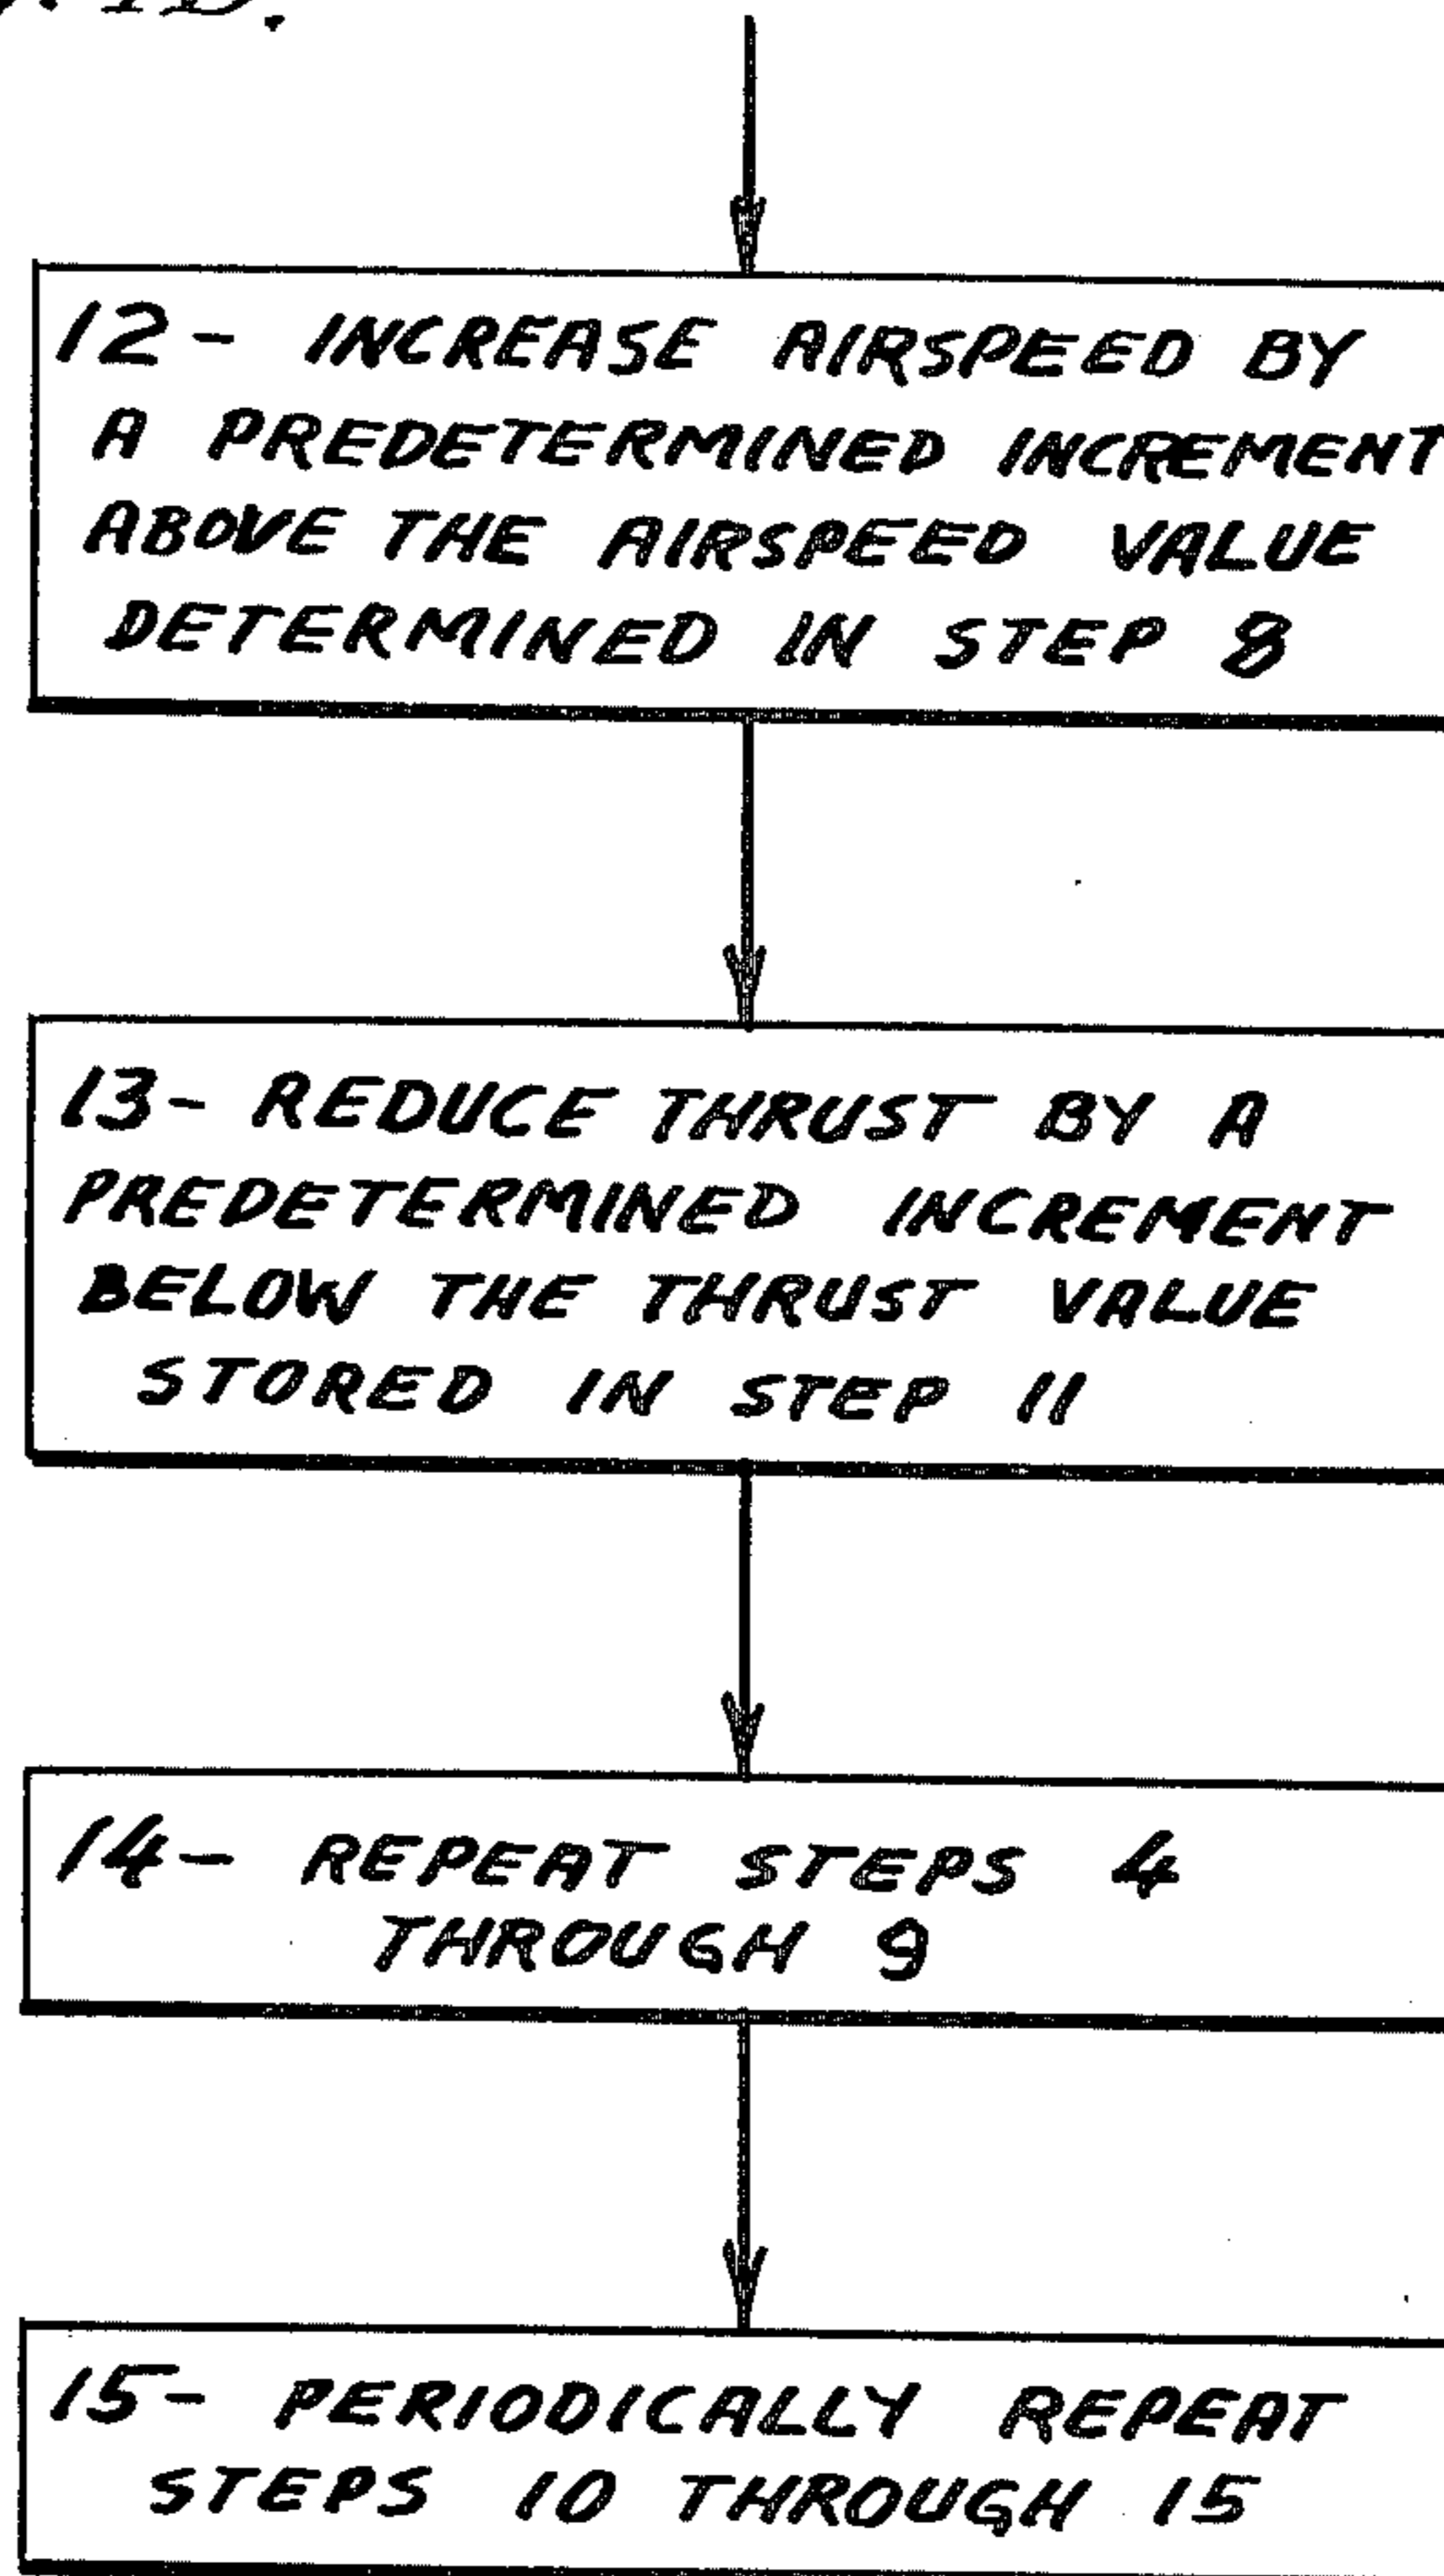 12- INCREASE AIRSPEED BY
A PREDETERMINED INCREMENT
ABOVE THE AIRSPEED VALUE
DETERMINED IN STEP 8
13- REDUCE THRUST BY A
PREDETERMINED INCREMENT
BELOW THE THRUST VALUE
STORED IN STEP 11
14- REPEAT STEPS 4
THROUGH 9
15- PERIODICALLY REPEAT
STEPS 10 THROUGH 15